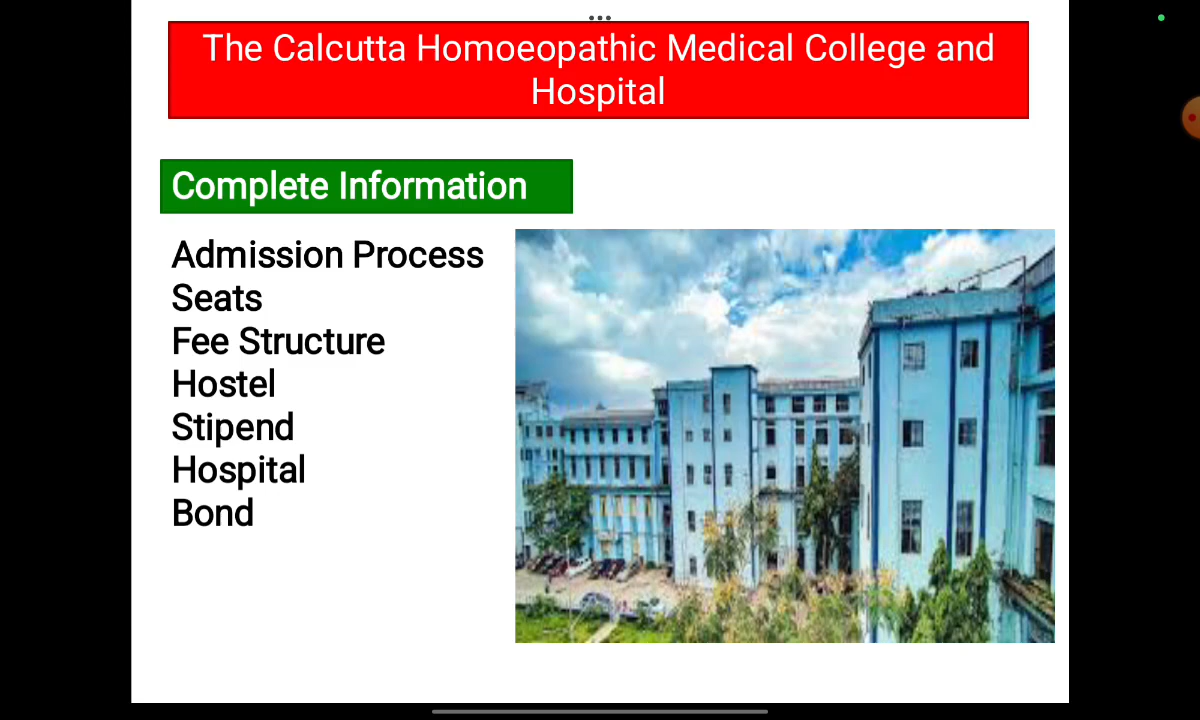 The Calcutta Homoeopathic Medical College and
Hospital
Complete Information
Admission Process
Seats
Fee Structure
Hostel
Stipend
Hospital
Bond